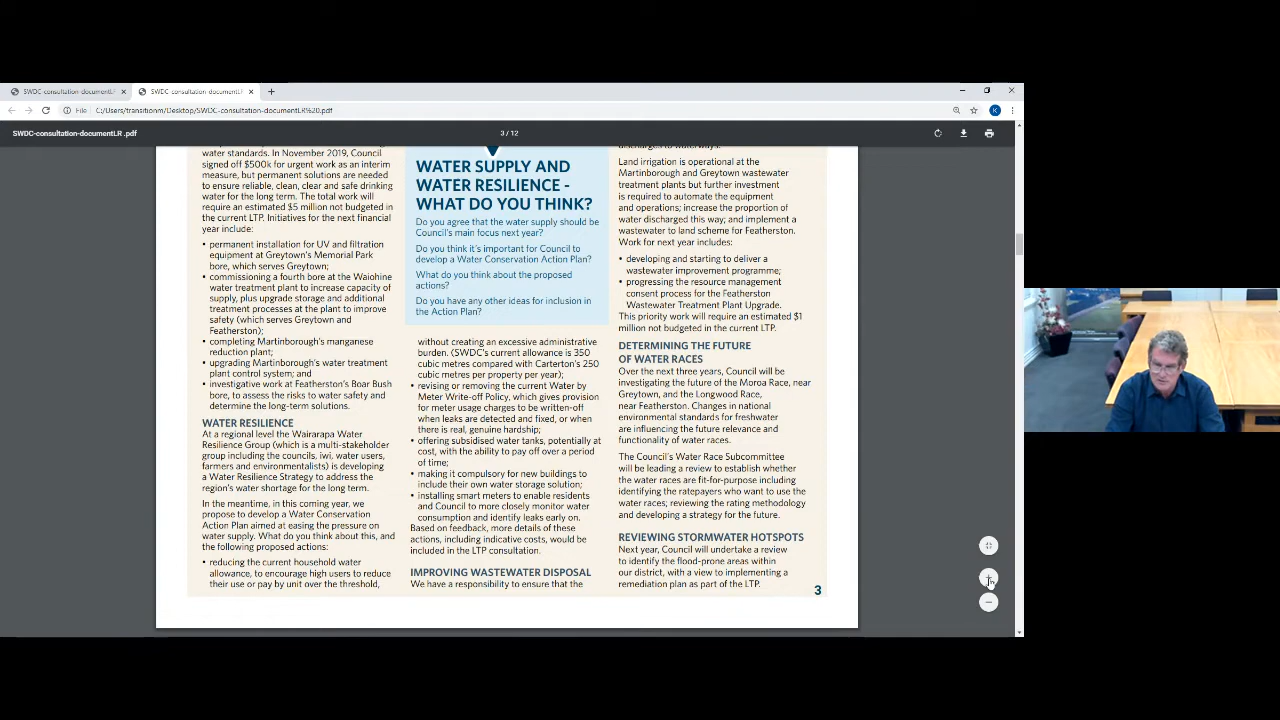 SWDC-consultation-documentLR
SWDC-consultation-documentLR
File
C:/Users/transitionm/Desktop/SWDC-consultation-documentLR%20.pdf
K
SWDC-consultation-documentLR .pdf
3 / 12
water standards. In November 2019, Council
signed off $500k for urgent work as an interim
measure, but permanent solutions are needed
to ensure reliable, clean, clear and safe drinking
water for the long term. The total work will
require an estimated $5 million not budgeted in
the current LTP. Initiatives for the next financial
year include:
• permanent installation for UV and filtration
equipment at Greytown's Memorial Park
bore, which serves Greytown;
• commissioning a fourth bore at the Waiohine
water treatment plant to increase capacity of
supply, plus upgrade storage and additional
treatment processes at the plant to improve
safety (which serves Greytown and
Featherston);
• completing Martinborough's manganese
reduction plant;
• upgrading Martinborough's water treatment
plant control system; and
• investigative work at Featherston's Boar Bush
bore, to assess the risks to water safety and
determine the long-term solutions.
WATER RESILIENCE
At a regional level the Wairarapa Water
Resilience Group (which is a multi-stakeholder
group including the councils, iwi, water users,
farmers and environmentalists) is developing
a Water Resilience Strategy to address the
region's water shortage for the long term.
In the meantime, in this coming year, we
propose to develop a Water Conservation
Action Plan aimed at easing the pressure on
water supply. What do you think about this, and
the following proposed actions:
• reducing the current household water
allowance, to encourage high users to reduce
their use or pay by unit over the threshold,
WATER SUPPLY AND
WATER RESILIENCE -
WHAT DO YOU THINK?
Do you agree that the water supply should be
Council's main focus next year?
Do you think it's important for Council to
develop a Water Conservation Action Plan?
What do you think about the proposed
actions?
Do you have any other ideas for inclusion in
the Action Plan?
without creating an excessive administrative
burden. (SWDC's current allowance is 350
cubic metres compared with Carterton's 250
cubic metres per property per year);
• revising or removing the current Water by
Meter Write-off Policy, which gives provision
for meter usage charges to be written-off
when leaks are detected and fixed, or when
there is real, genuine hardship;
• offering subsidised water tanks, potentially at
cost, with the ability to pay off over a period
of time;
• making it compulsory for new buildings to
include their own water storage solution;
• installing smart meters to enable residents
and Council to more closely monitor water
consumption and identify leaks early on.
Based on feedback, more details of these
actions, including indicative costs, would be
included in the LTP consultation.
IMPROVING WASTEWATER DISPOSAL
We have a responsibility to ensure that the
discharges to waterways.
Land irrigation is operational at the
Martinborough and Greytown wastewater
treatment plants but further investment
is required to automate the equipment
and operations; increase the proportion of
water discharged this way; and implement a
wastewater to land scheme for Featherston.
Work for next year includes:
• developing and starting to deliver a
wastewater improvement programme;
• progressing the resource management
consent process for the Featherston
Wastewater Treatment Plant Upgrade.
This priority work will require an estimated $1
million not budgeted in the current LTP.
DETERMINING THE FUTURE
OF WATER RACES
Over the next three years, Council will be
investigating the future of the Moroa Race, near
Greytown, and the Longwood Race,
near Featherston. Changes in national
environmental standards for freshwater
are influencing the future relevance and
functionality of water races.
The Council's Water Race Subcommittee
will be leading a review to establish whether
the water races are fit-for-purpose including
identifying the ratepayers who want to use the
water races; reviewing the rating methodology
and developing a strategy for the future.
REVIEWING STORMWATER HOTSPOTS
Next year, Council will undertake a review
to identify the flood-prone areas within
our district, with a view to implementing a
remediation plan as part of the LTP.
3